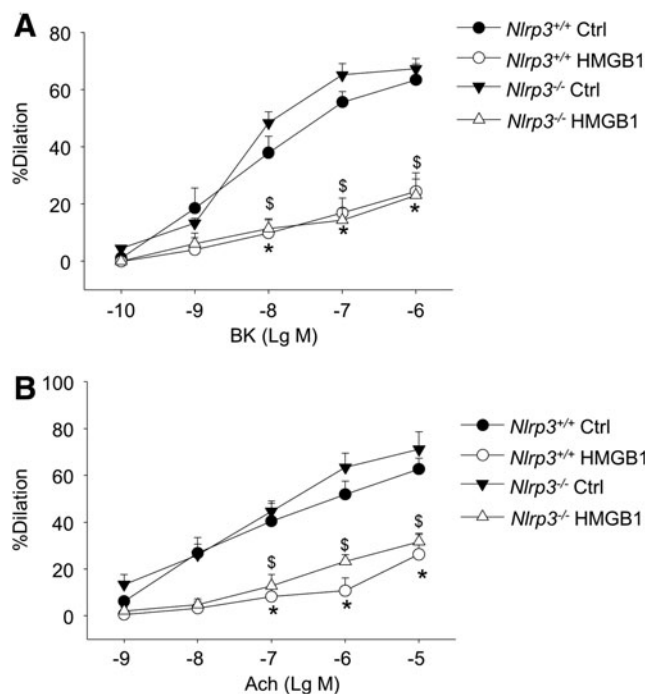 A
Nlrp3+/+ Ctrl
Nlrp3+/+ HMGB1
Nlrp3-/- Ctrl
Nlrp3-/- HMGB1
80
60
40
20
0
%Dilation
$ $ $
* * *
-10 -9 -8 -7 -6
BK (Lg M)
B
Nlrp3+/+ Ctrl
Nlrp3+/+ HMGB1
Nlrp3-/- Ctrl
Nlrp3-/- HMGB1
100
80
60
40
20
0
%Dilation
$ $ $
* * *
-9 -8 -7 -6 -5
Ach (Lg M)